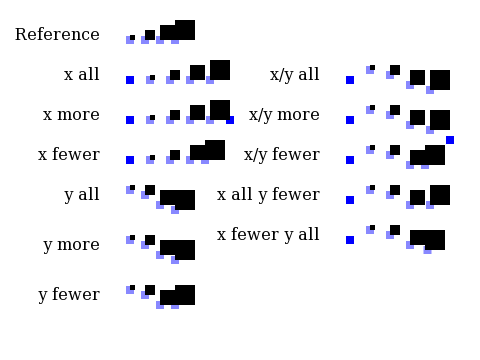 Reference
x all
x/y all
x more
x/y more
x fewer
x/y fewer
y all
x all y fewer
y more
x fewer y all
y fewer